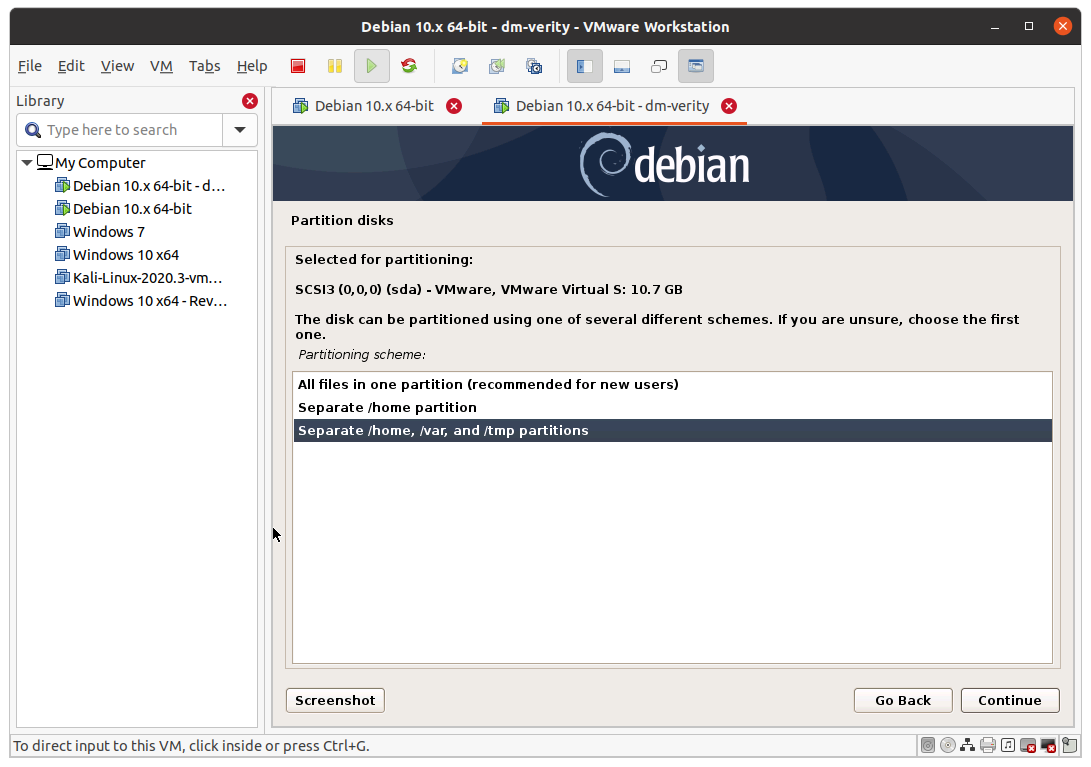 Debian 10.x 64-bit - dm-verity - VMware Workstation
File Edit View VM Tabs Help
Library
Type here to search
My Computer
Debian 10.x 64-bit - d...
Debian 10.x 64-bit
Windows 7
Windows 10 x64
Kali-Linux-2020.3-vm...
Windows 10 x64 - Rev...
Debian 10.x 64-bit
Debian 10.x 64-bit - dm-verity
debian
Partition disks
Selected for partitioning:
SCSI3 (0,0,0) (sda) - VMware, VMware Virtual S: 10.7 GB
The disk can be partitioned using one of several different schemes. If you are unsure, choose the first
one.
Partitioning scheme:
All files in one partition (recommended for new users)
Separate /home partition
Separate /home, /var, and /tmp partitions
Screenshot
Go Back
Continue
To direct input to this VM, click inside or press Ctrl+G.